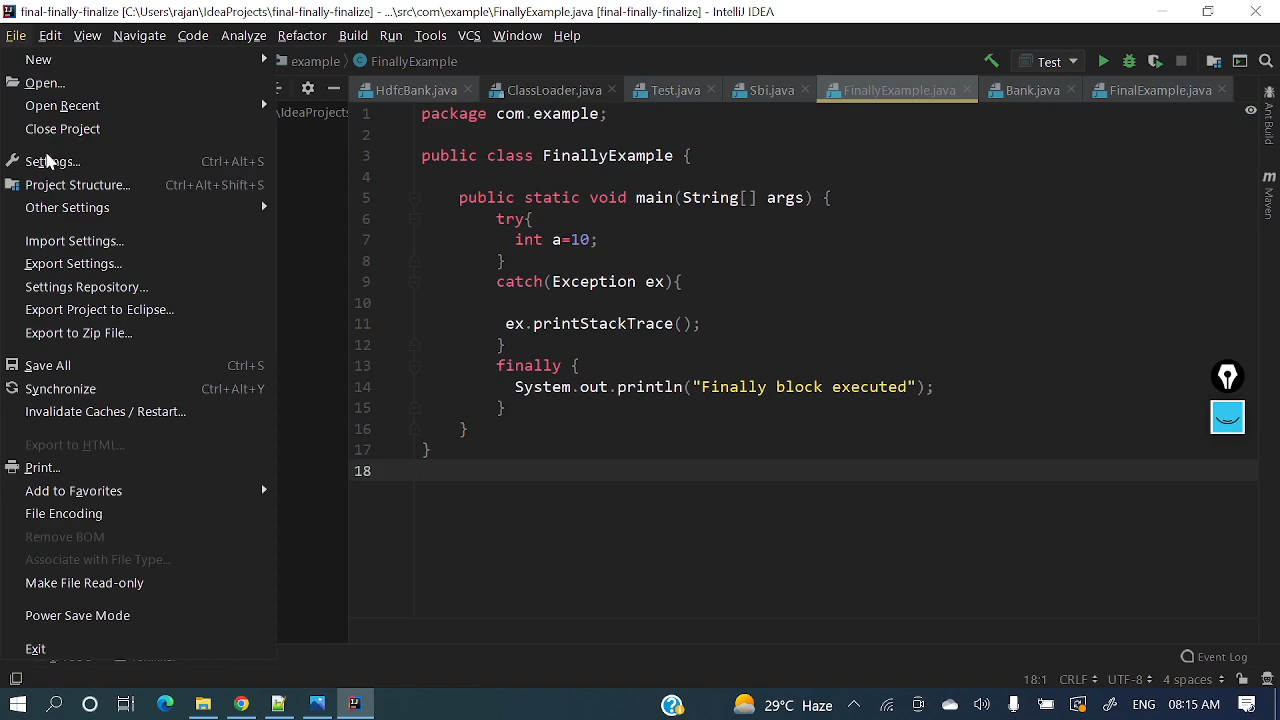 final-finally-finalize [C:\Users\rajan\IdeaProjects\final-finally-finalize] - ...\src\com\example\FinallyExample.java [final-finally-finalize] - IntelliJ IDEA
File Edit View Navigate Code Analyze Refactor Build Run Tools VCS Window Help
example FinallyExample Test
HdfcBank.java ClassLoader.java Test.java Sbi.java FinallyExample.java Bank.java FinalExample.java
New
Open...
Open Recent
Close Project
Settings... Ctrl+Alt+S
Project Structure... Ctrl+Alt+Shift+S
Other Settings
Import Settings...
Export Settings...
Settings Repository...
Export Project to Eclipse...
Export to Zip File...
Save All Ctrl+S
Synchronize Ctrl+Alt+Y
Invalidate Caches / Restart...
Export to HTML...
Print...
Add to Favorites
File Encoding
Remove BOM
Associate with File Type...
Make File Read-only
Power Save Mode
Exit
\IdeaProjects
1 package com.example;
2
3 public class FinallyExample {
4
5 public static void main(String[] args) {
6 try{
7 int a=10;
8 }
9 catch(Exception ex){
10
11 ex.printStackTrace();
12 }
13 finally {
14 System.out.println("Finally block executed");
15 }
16 }
17 }
18
Ant Build
Maven
Event Log
18:1 CRLF UTF-8 4 spaces
29°C Haze ENG 08:15 AM